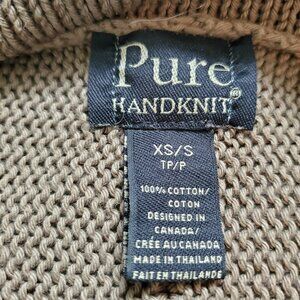 Pure®
HANDKNIT
XS/S
TP/P
100% COTTON/
COTON
DESIGNED IN
CANADA/
CRÉE AU CANADA
MADE IN THAILAND
FAIT EN THAILANDE